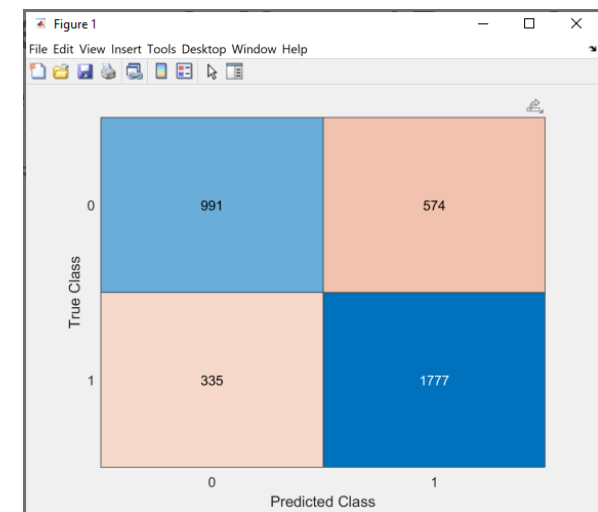 Figure 1
File Edit View Insert Tools Desktop Window Help
0 991 574
True Class
1 335 1777
0 1
Predicted Class